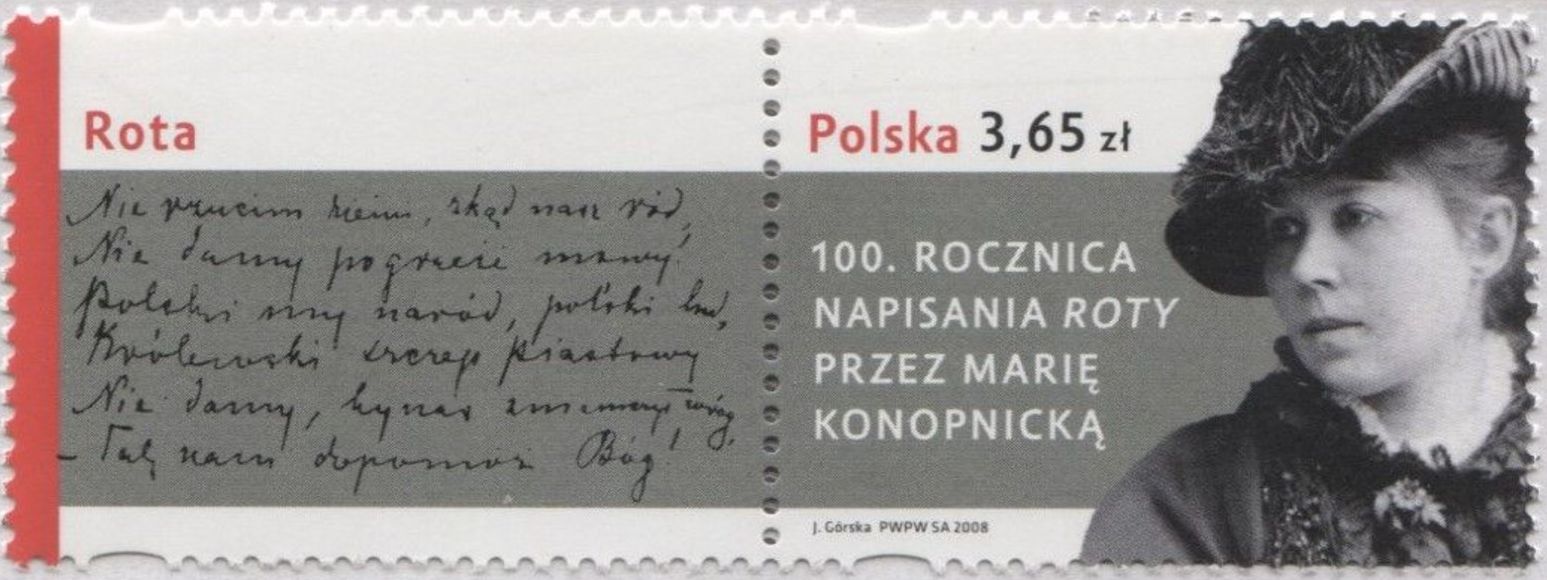 Rota
Nie rzucim ziemi, skąd nasz ród,
Nie damy pogrześć mowy!
Polski my naród, polski lud,
Królewski szczep piastowy
Nie damy, by nas zniemczył wróg,
– Tak nam dopomóż Bóg!
Polska 3,65 zł
100. ROCZNICA
NAPISANIA ROTY
PRZEZ MARIĘ
KONOPNICKĄ
J. Górska PWPW SA 2008